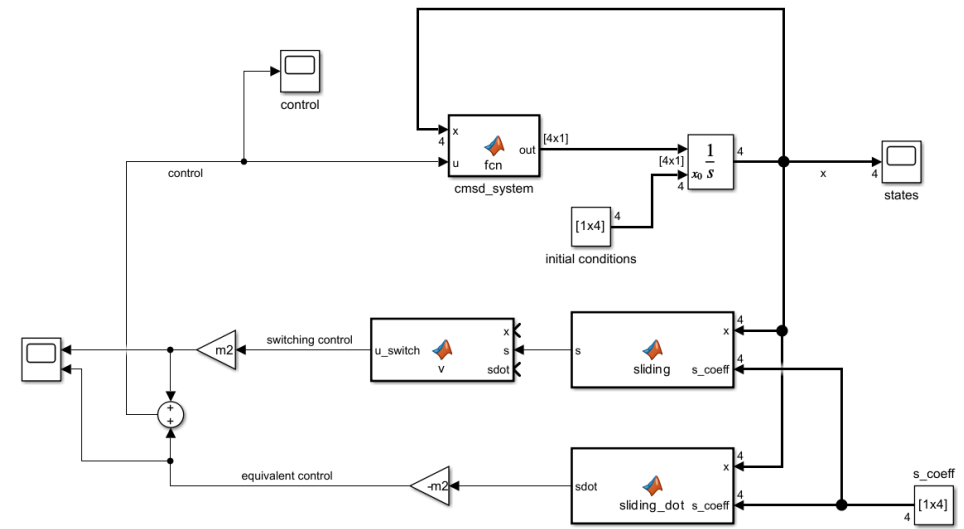 control
x
4
u
fcn
out
cmsd_system
[4x1]
[4x1]
x₀
1
s
4
4
control
x
4
states
[1x4]
4
initial conditions
m2
switching control
u_switch
v
x
s
sdot
s
sliding
x
s_coeff
4
4
+
+
equivalent control
-m2
sdot
sliding_dot
x
s_coeff
4
4
s_coeff
[1x4]
4